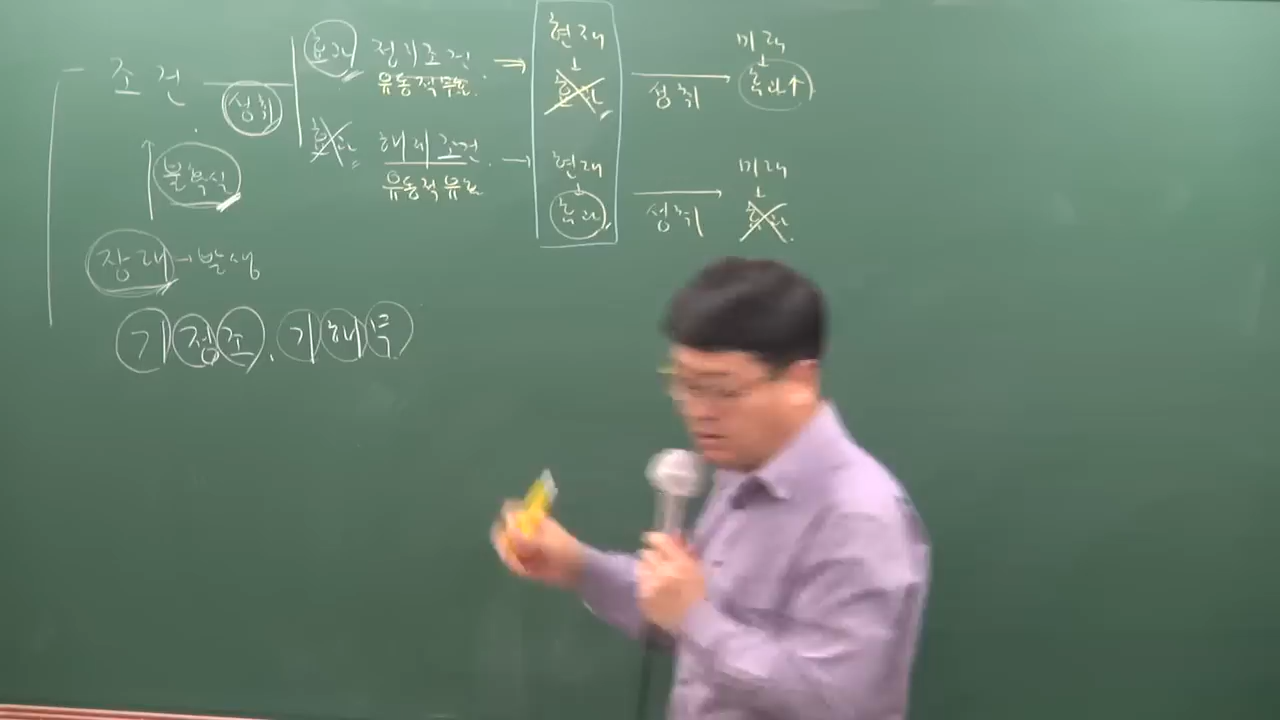 조건
성취
효과 정지조건
유동적무효
효과 해제조건
유동적유효
현재
효과
성취
미래
효과↑
현재
효과
성취
미래
효과
불확실
장래→발생
기정조. 기해무